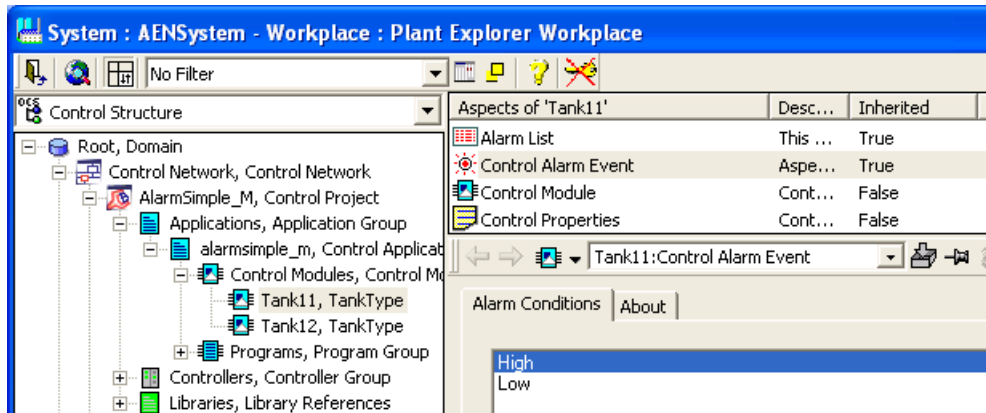 System : AENSystem - Workplace : Plant Explorer Workplace
No Filter
Control Structure
Root, Domain
Control Network, Control Network
AlarmSimple_M, Control Project
Applications, Application Group
alarmsimple_m, Control Applicat
Control Modules, Control Mo
Tank11, TankType
Tank12, TankType
Programs, Program Group
Controllers, Controller Group
Libraries, Library References
Aspects of 'Tank11' Desc... Inherited
Alarm List This ... True
Control Alarm Event Aspe... True
Control Module Cont... False
Control Properties Cont... False
Tank11:Control Alarm Event
Alarm Conditions About
High
Low